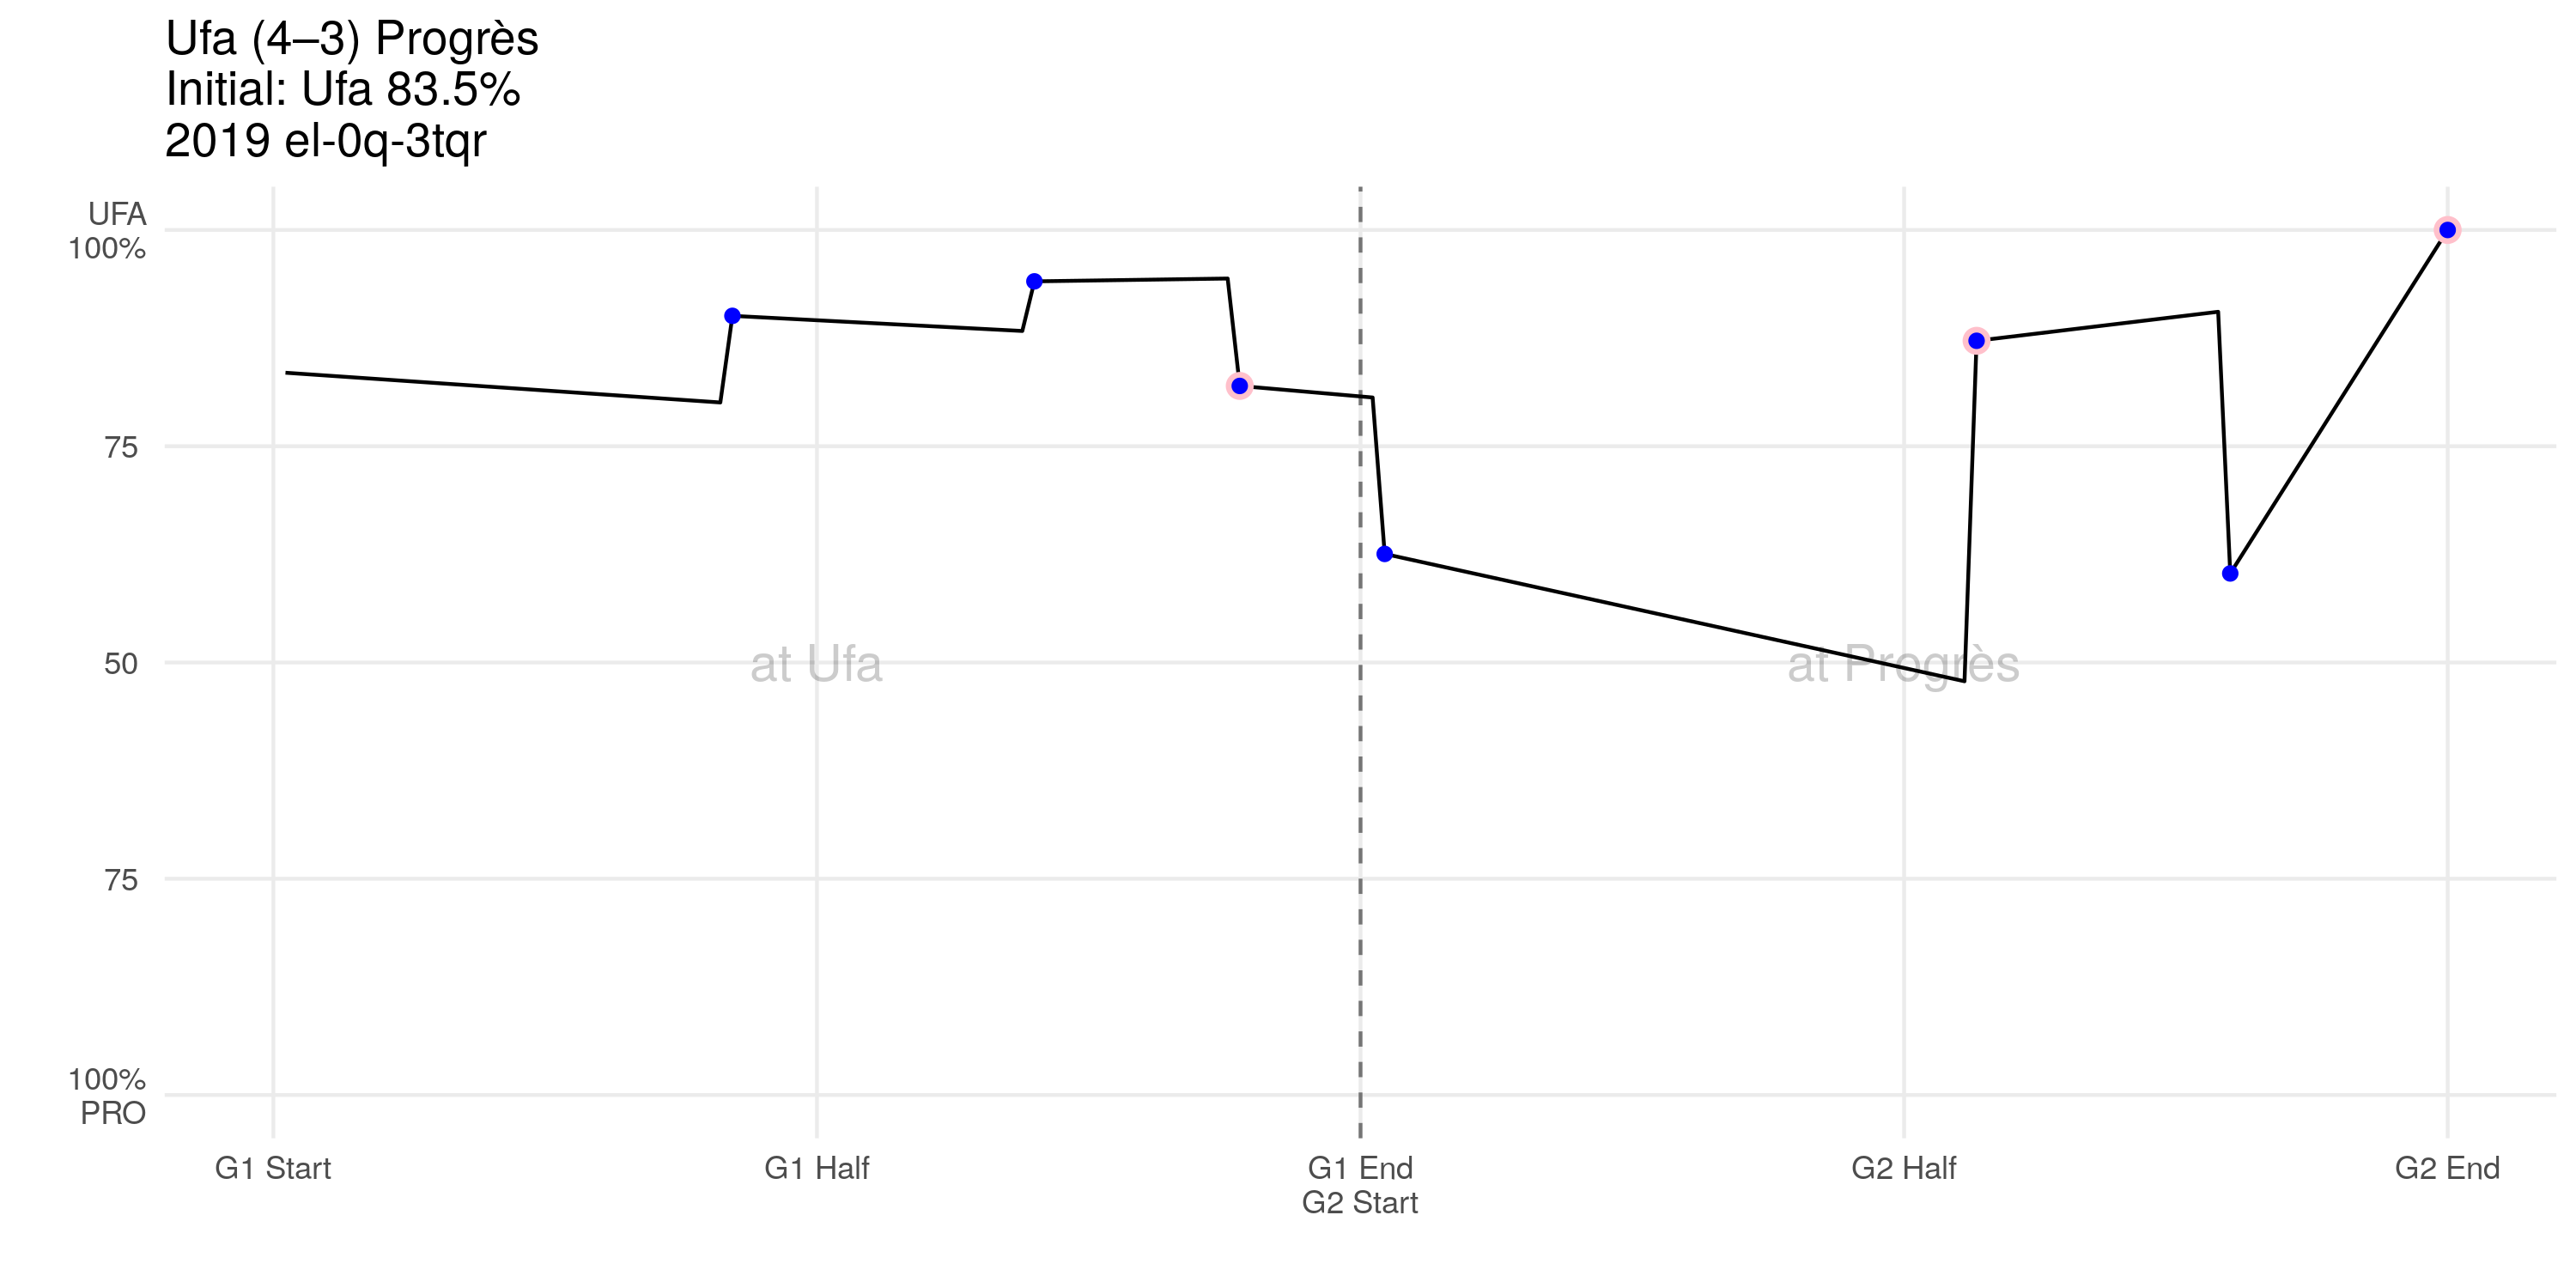 Ufa (4–3) Progrès
Initial: Ufa 83.5%
2019 el-0q-3tqr
UFA
100%
75
50
75
100%
PRO
at Ufa
at Progrès
G1 Start
G1 Half
G1 End
G2 Start
G2 Half
G2 End